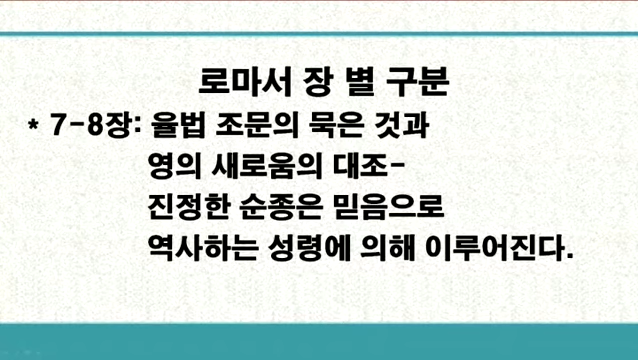 로마서 장 별 구분
* 7-8장: 율법 조문의 묵은 것과
영의 새로움의 대조-
진정한 순종은 믿음으로
역사하는 성령에 의해 이루어진다.